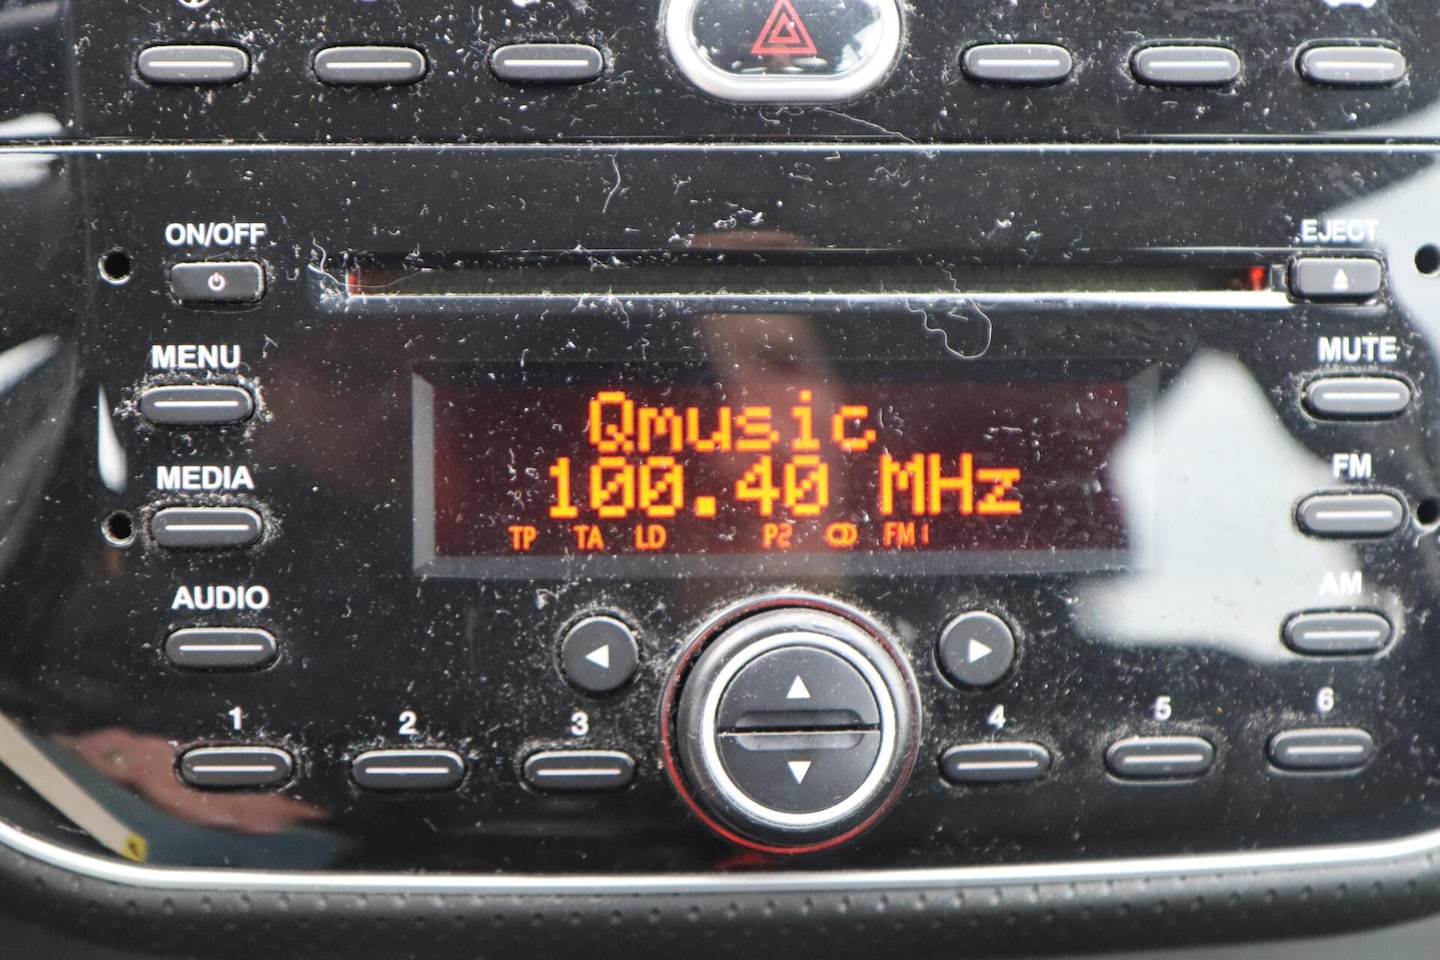 ON/OFF
EJECT
MENU
MUTE
Qmusic
MEDIA
100.40 MHz
FM
TP TA LD P2 FM1
AUDIO
AM
1 2 3 4 5 6